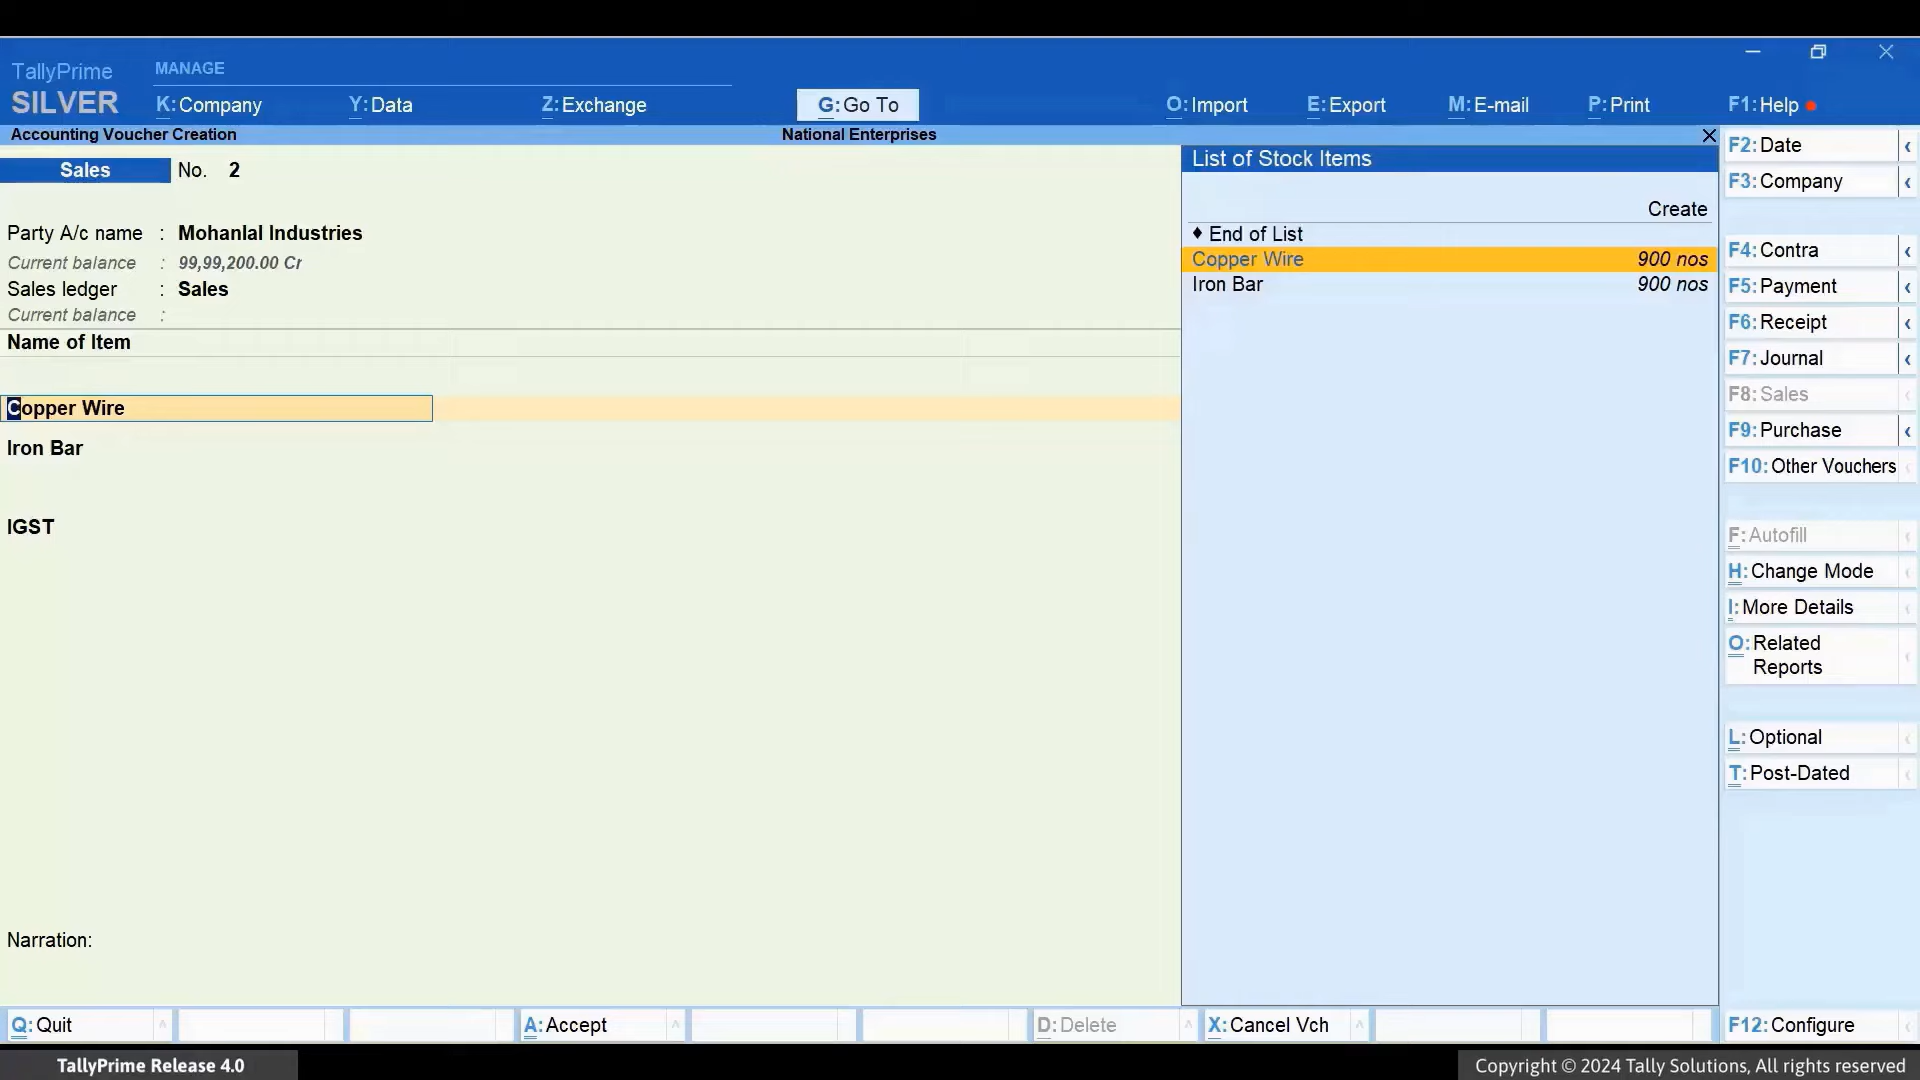 TallyPrime
SILVER
MANAGE
K: Company
Y: Data
Z: Exchange
G: Go To
O: Import
E: Export
M: E-mail
P: Print
F1: Help
Accounting Voucher Creation
National Enterprises
Sales No. 2
Party A/c name : Mohanlal Industries
Current balance : 99,99,200.00 Cr
Sales ledger : Sales
Current balance :
Name of Item
Copper Wire
Iron Bar
IGST
Narration:
List of Stock Items
Create
♦ End of List
Copper Wire 900 nos
Iron Bar 900 nos
F2: Date
F3: Company
F4: Contra
F5: Payment
F6: Receipt
F7: Journal
F8: Sales
F9: Purchase
F10: Other Vouchers
F: Autofill
H: Change Mode
I: More Details
O: Related
Reports
L: Optional
T: Post-Dated
Q: Quit
A: Accept
D: Delete
X: Cancel Vch
F12: Configure
TallyPrime Release 4.0
Copyright © 2024 Tally Solutions, All rights reserved